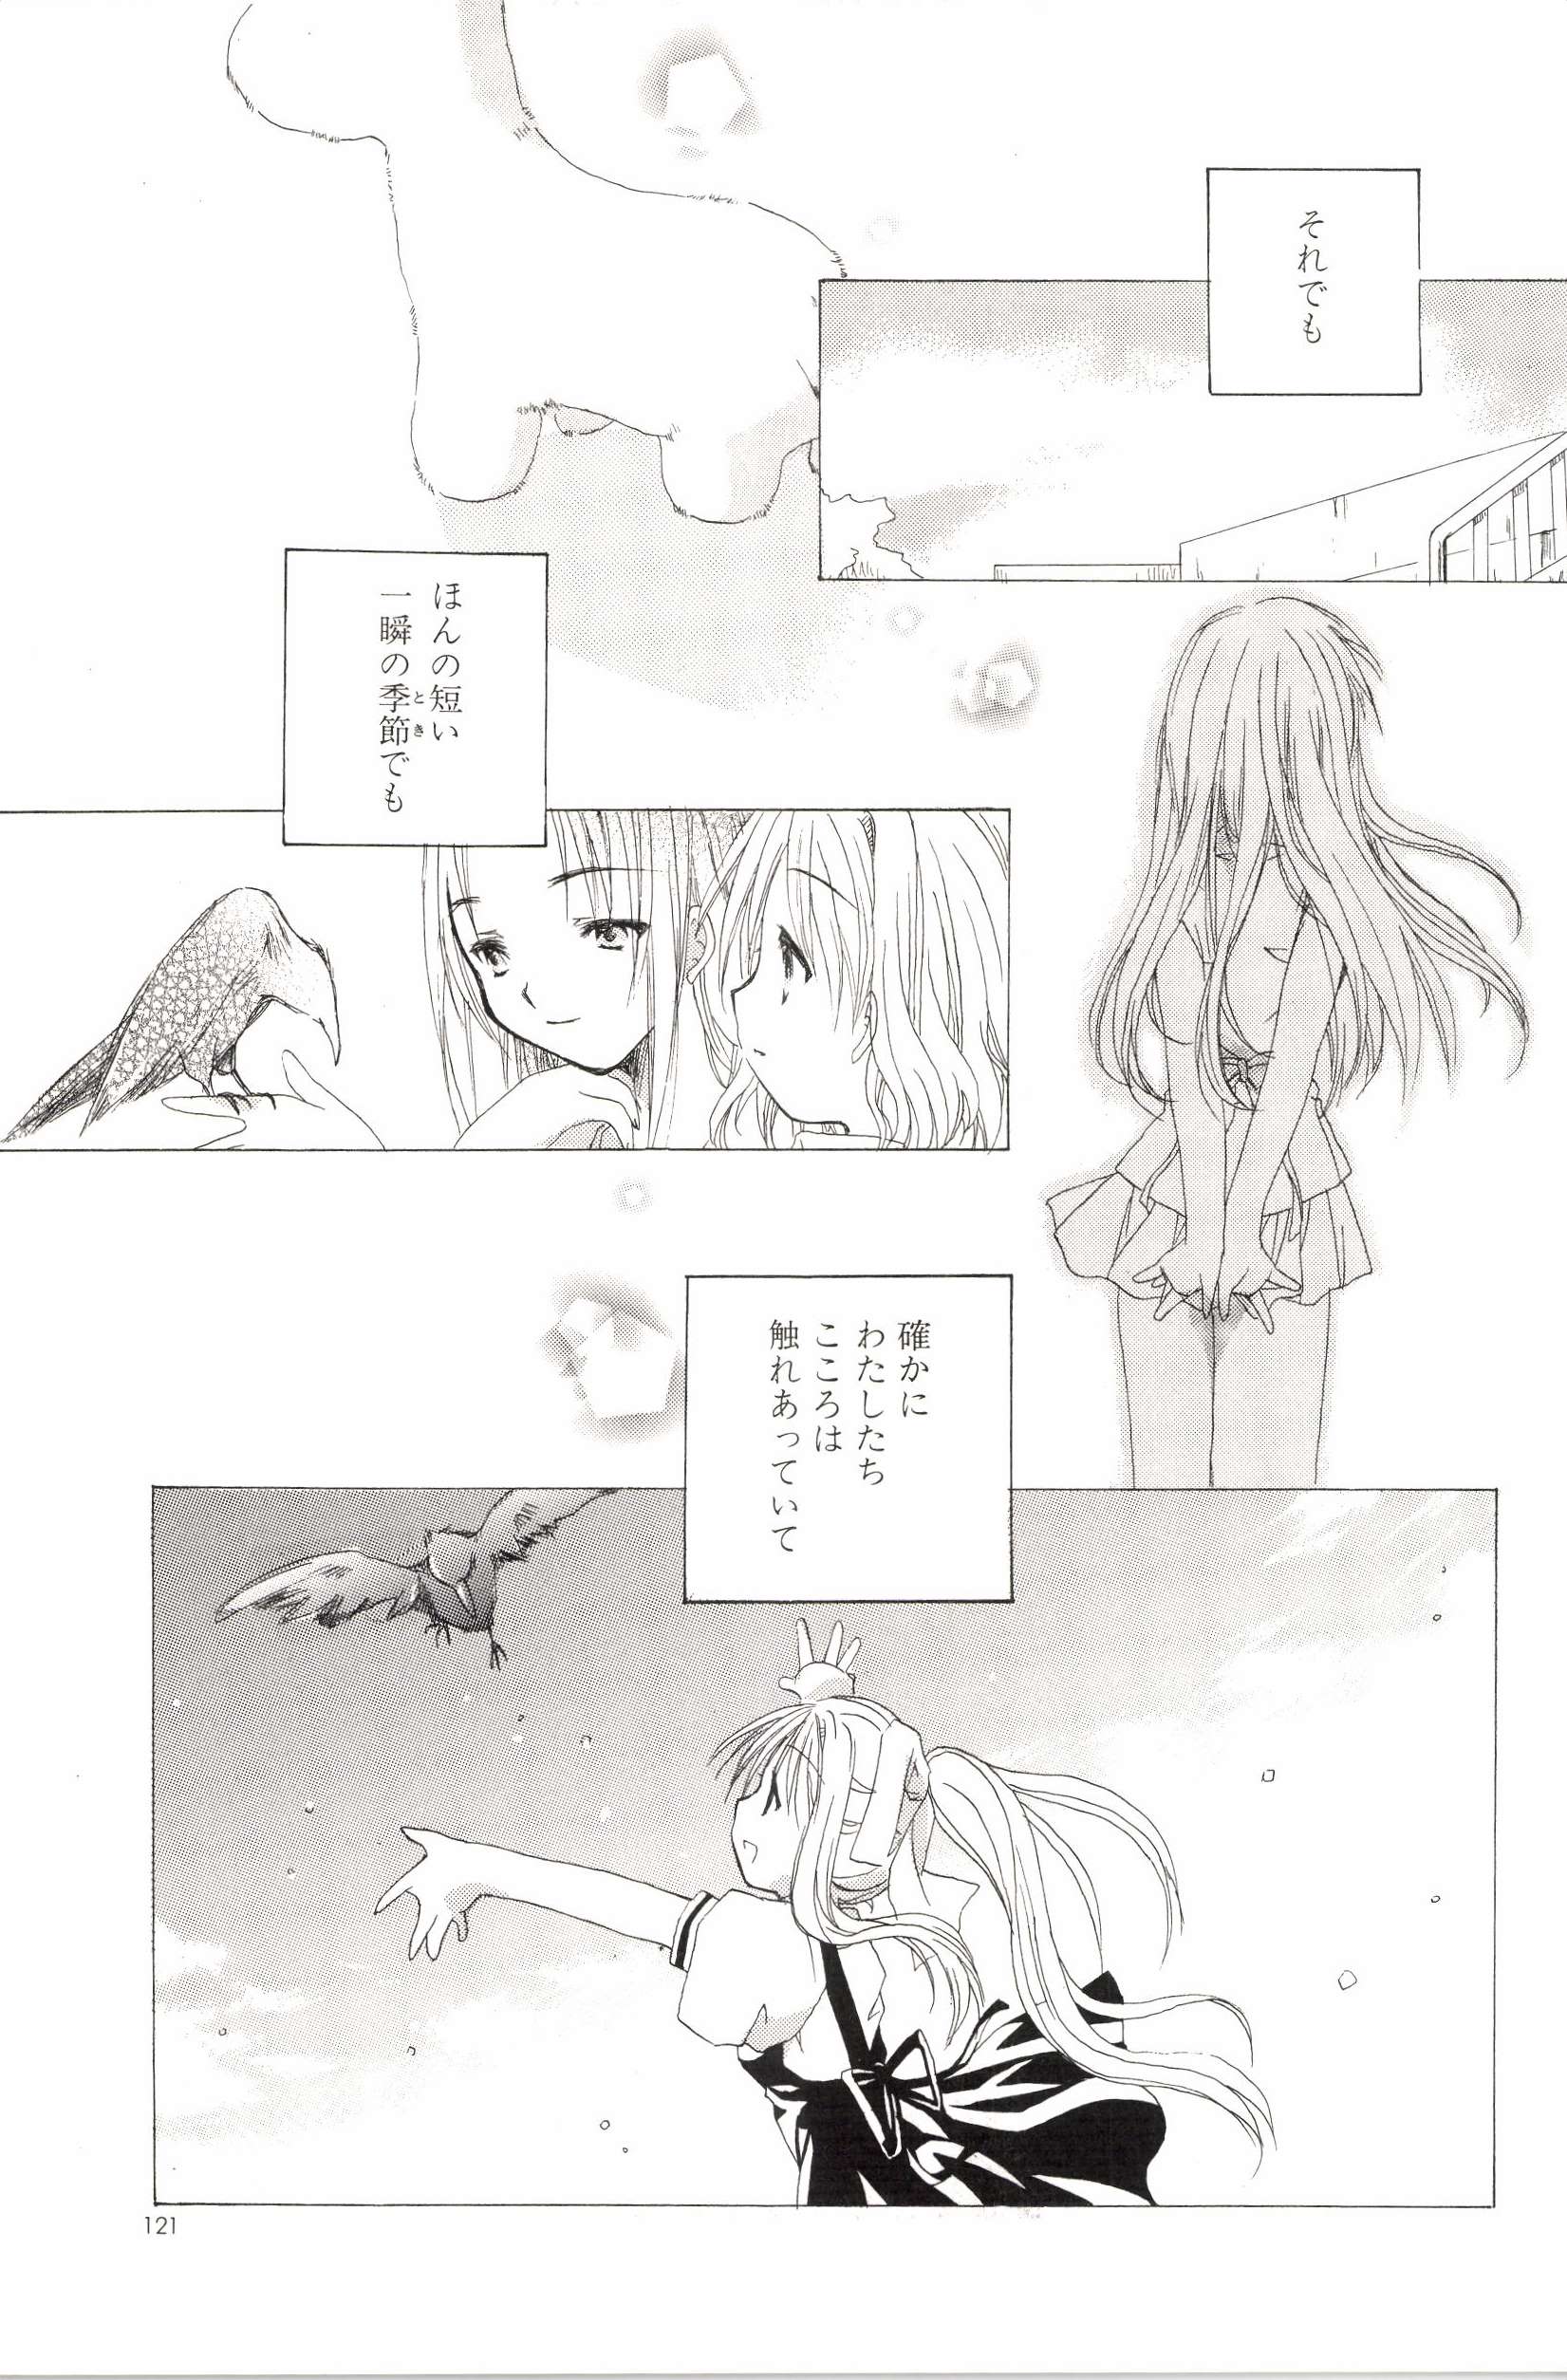 それでも
ほんの短い
一瞬の季節でも
とき
確かに
わたしたち
こころは
触れあっていて
121